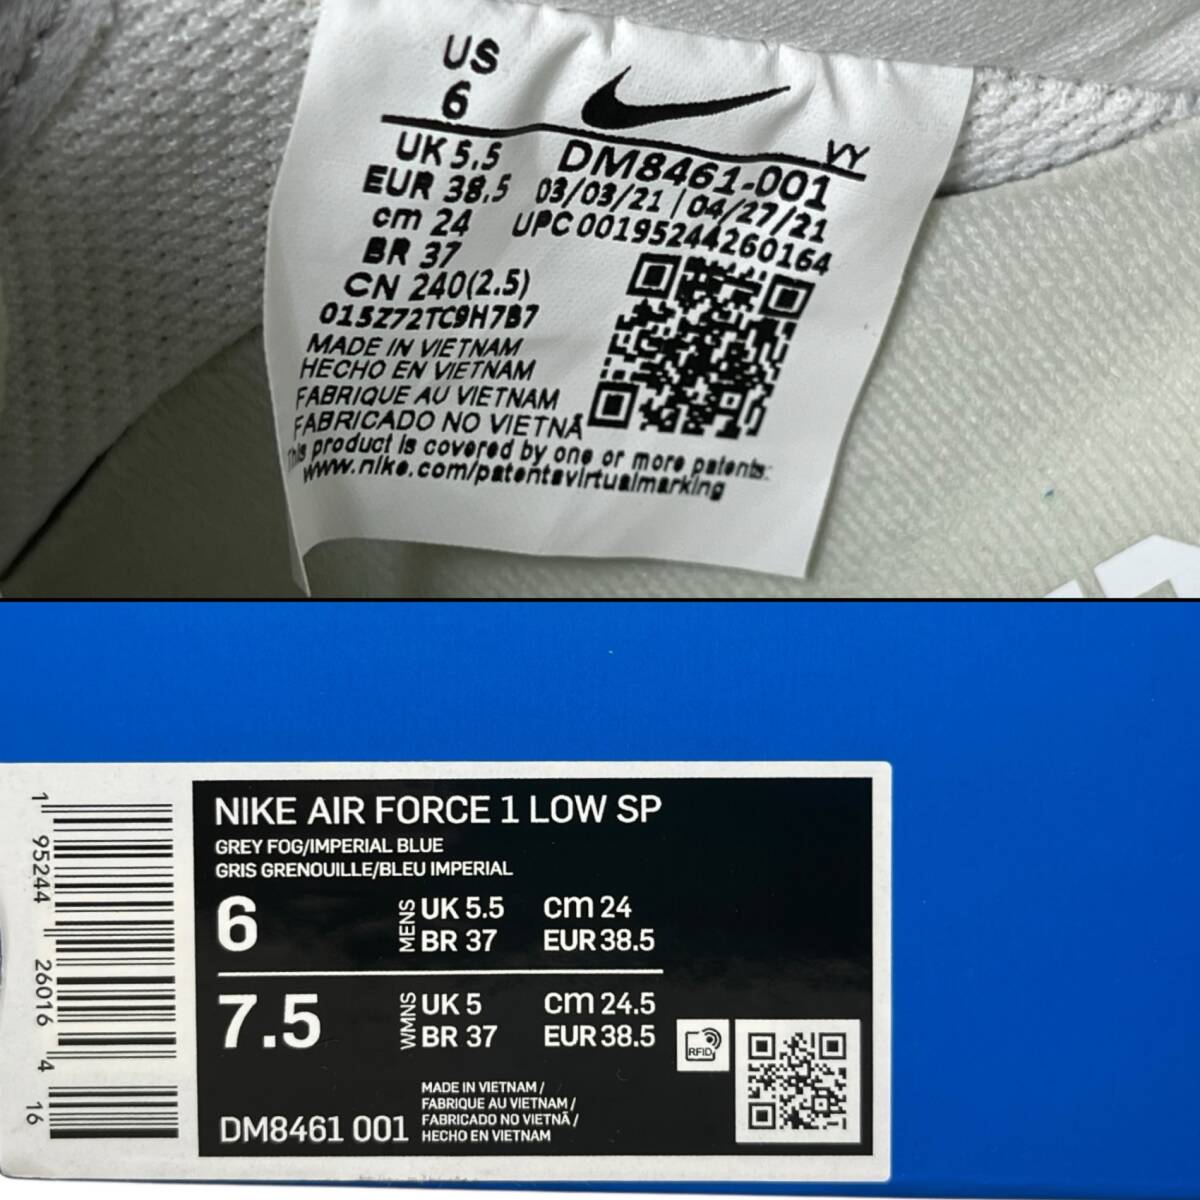 US
6
VY
UK 5.5
EUR 38.5
cm 24
BR 37
CN 240(2.5)
015Z72TC9H7B7
DM8461-001
03/03/21 | 04/27/21
UPC 00195244260164
MADE IN VIETNAM
HECHO EN VIETNAM
FABRIQUE AU VIETNAM
FABRICADO NO VIETNÃ
This product is covered by one or more patents:
www.nike.com/patentsvirtualmarking
1 95244 26016 4 16
NIKE AIR FORCE 1 LOW SP
GREY FOG/IMPERIAL BLUE
GRIS GRENOUILLE/BLEU IMPERIAL
6 MENS UK 5.5 cm 24
BR 37 EUR 38.5
7.5 WMNS UK 5 cm 24.5
BR 37 EUR 38.5
RFID
DM8461 001
MADE IN VIETNAM /
FABRIQUE AU VIETNAM /
FABRICADO NO VIETNÃ /
HECHO EN VIETNAM